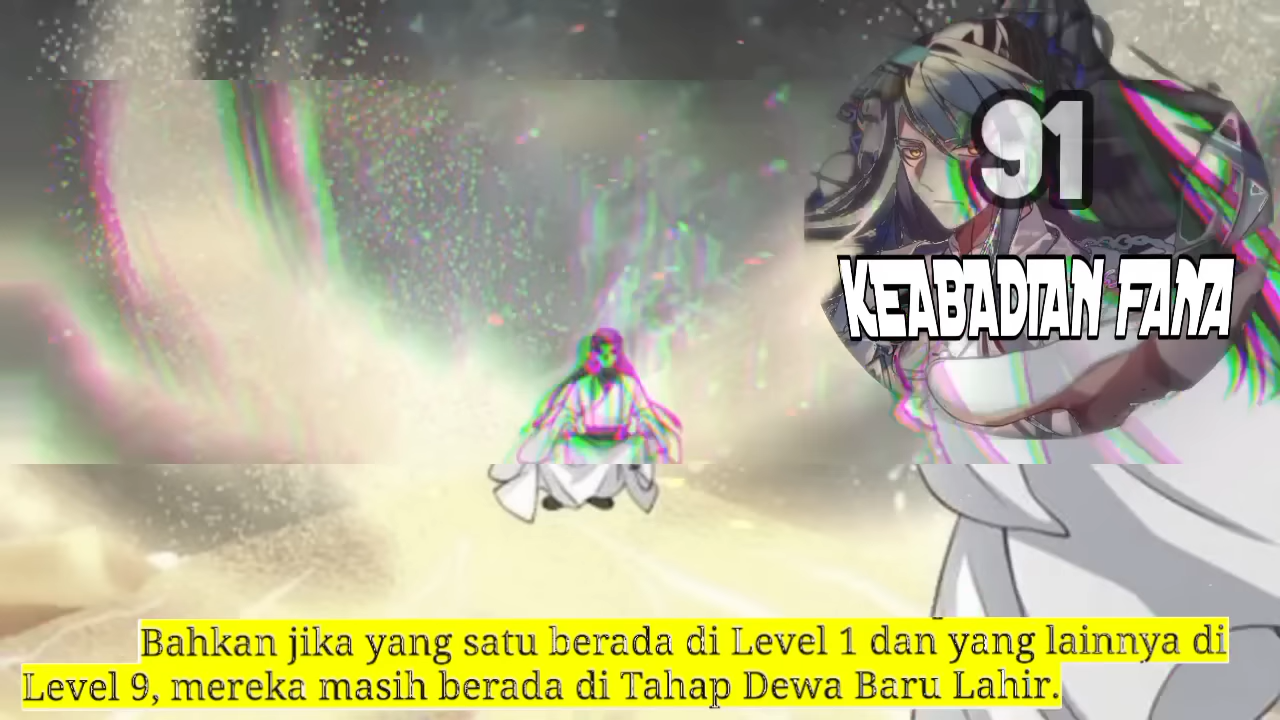 91
KEABADIAN FANA
Bahkan jika yang satu berada di Level 1 dan yang lainnya di
Level 9, mereka masih berada di Tahap Dewa Baru Lahir.